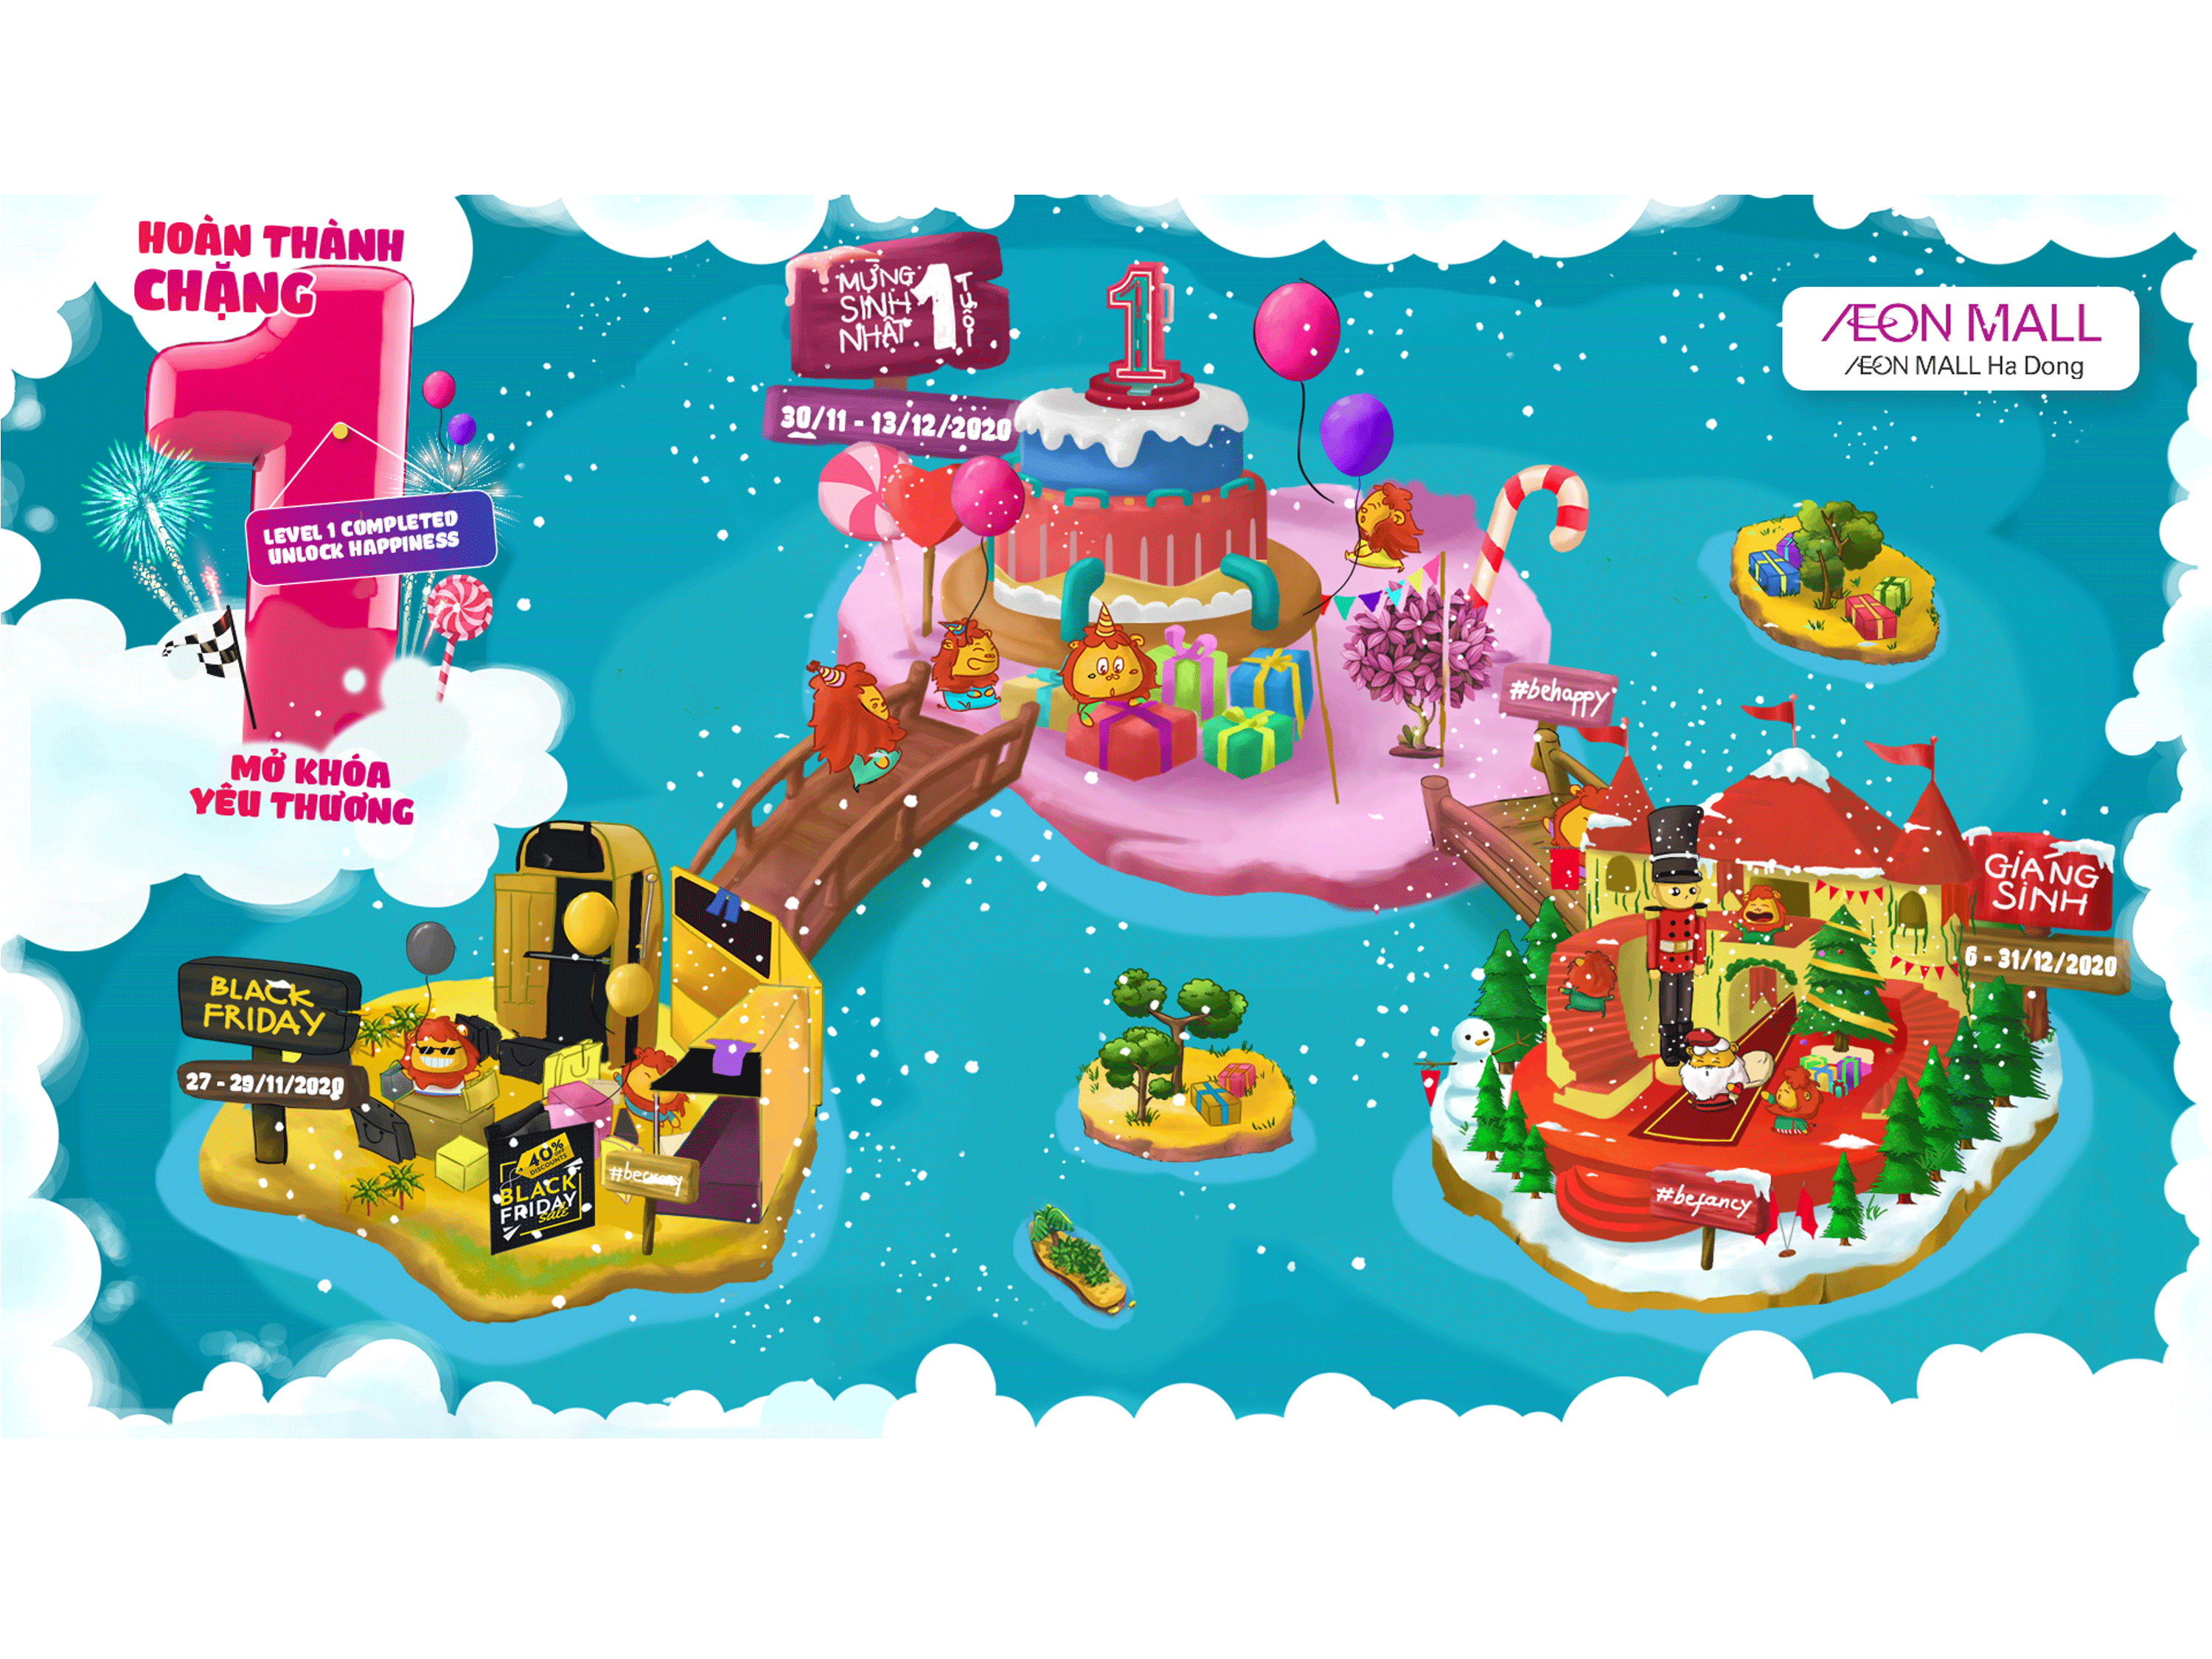 HOÀN THÀNH
CHẶNG
1
LEVEL 1 COMPLETED
UNLOCK HAPPINESS
MỞ KHÓA
YÊU THƯƠNG
MỪNG
SINH
NHẬT
1
TUỔI
30/11 - 13/12/2020
1
ÆON MALL
ÆON MALL Ha Dong
#behappy
GIÁNG
SINH
6 - 31/12/2020
#befancy
BLACK
FRIDAY
27 - 29/11/2020
40%
OFF
DISCOUNTS
BLACK
FRIDAY
Sale